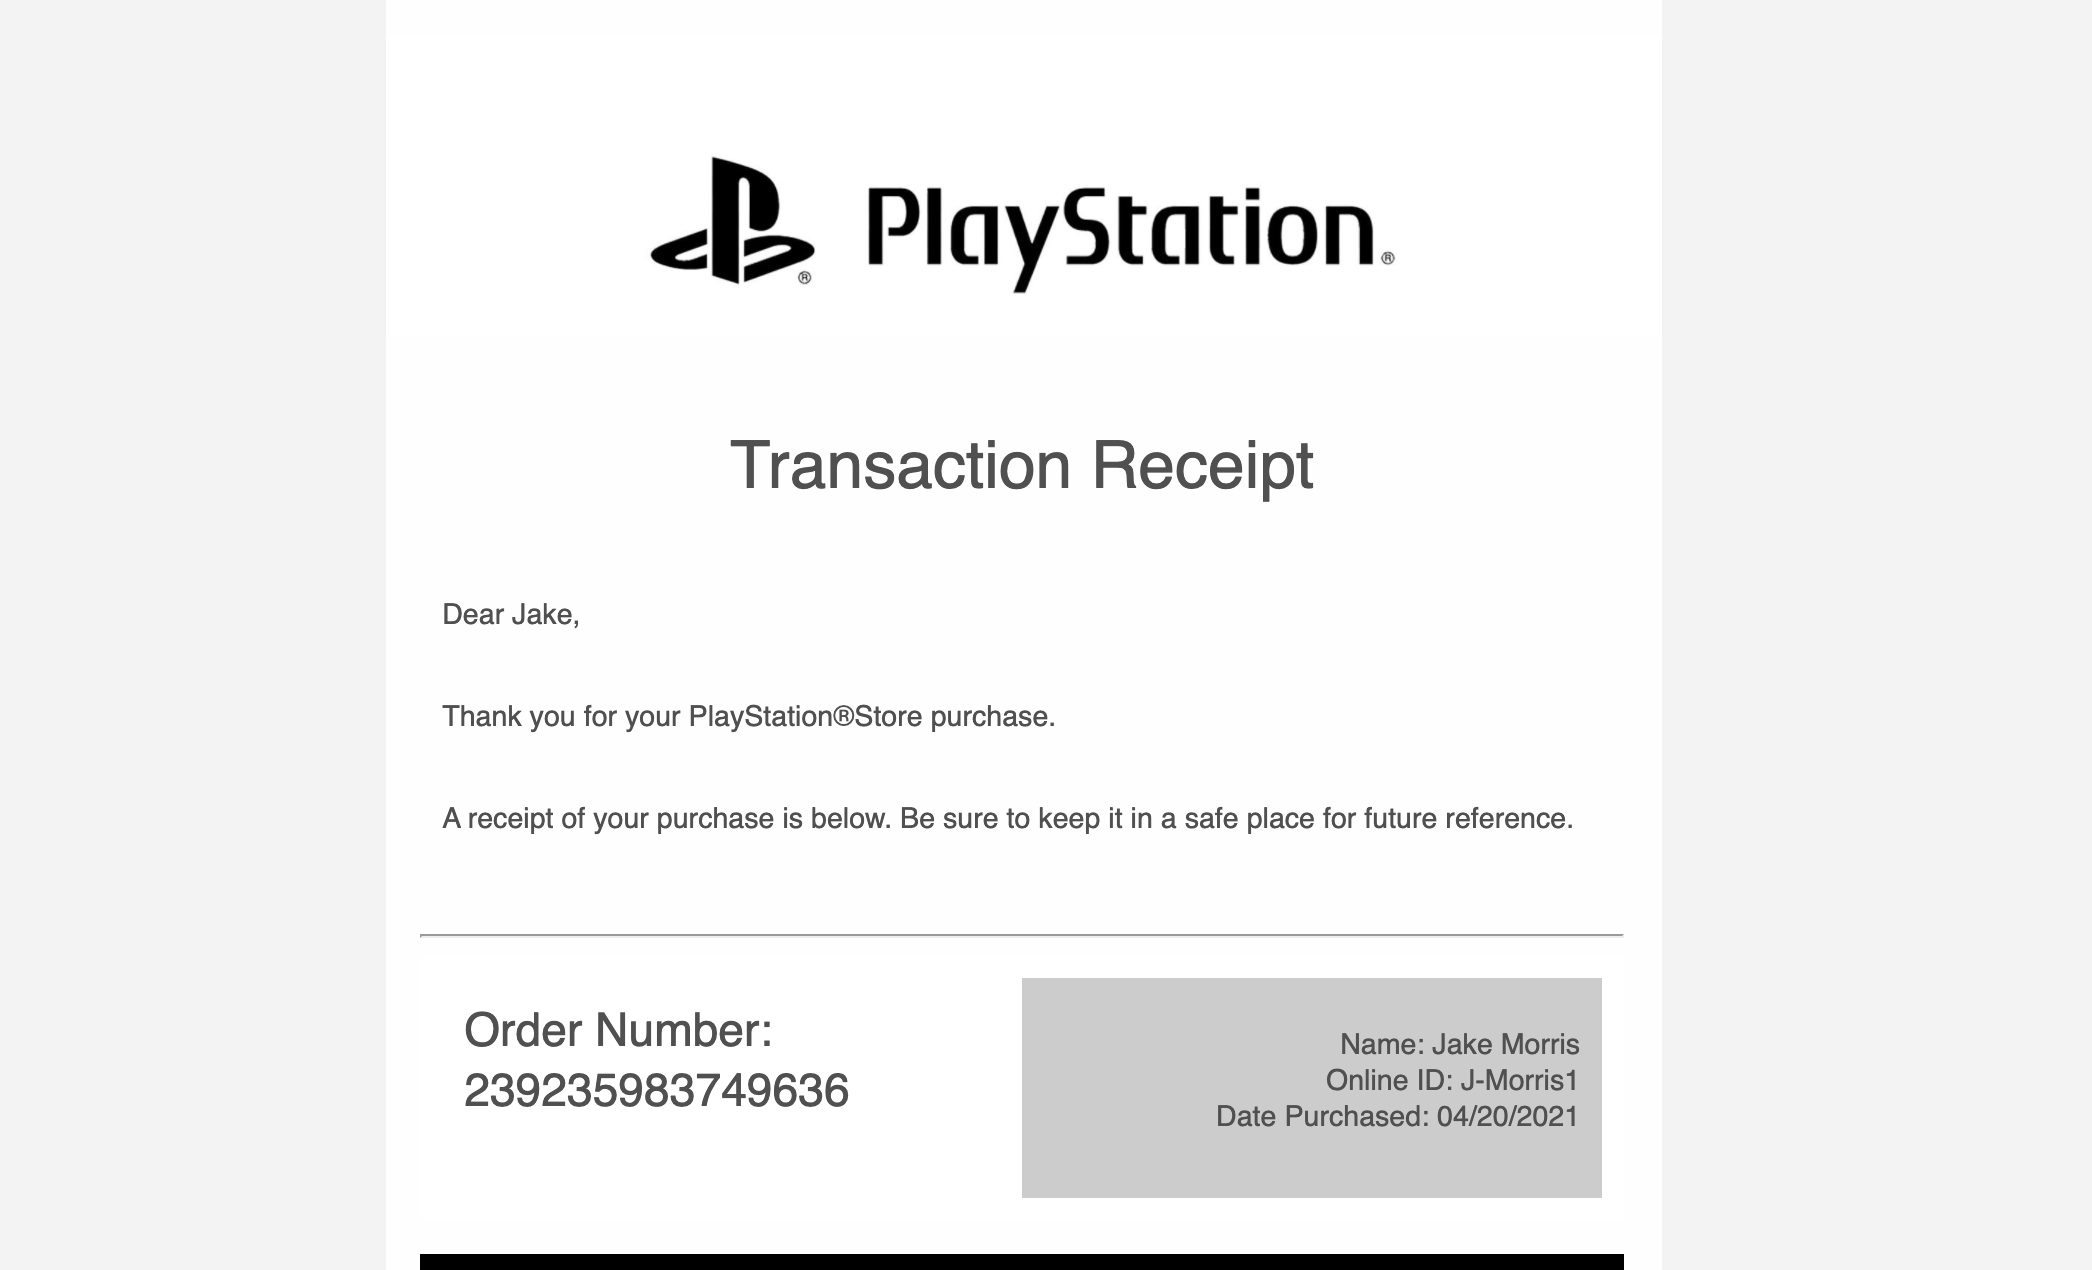 PlayStation®
Transaction Receipt
Dear Jake,
Thank you for your PlayStation®Store purchase.
A receipt of your purchase is below. Be sure to keep it in a safe place for future reference.
Order Number:
239235983749636
Name: Jake Morris
Online ID: J-Morris1
Date Purchased: 04/20/2021